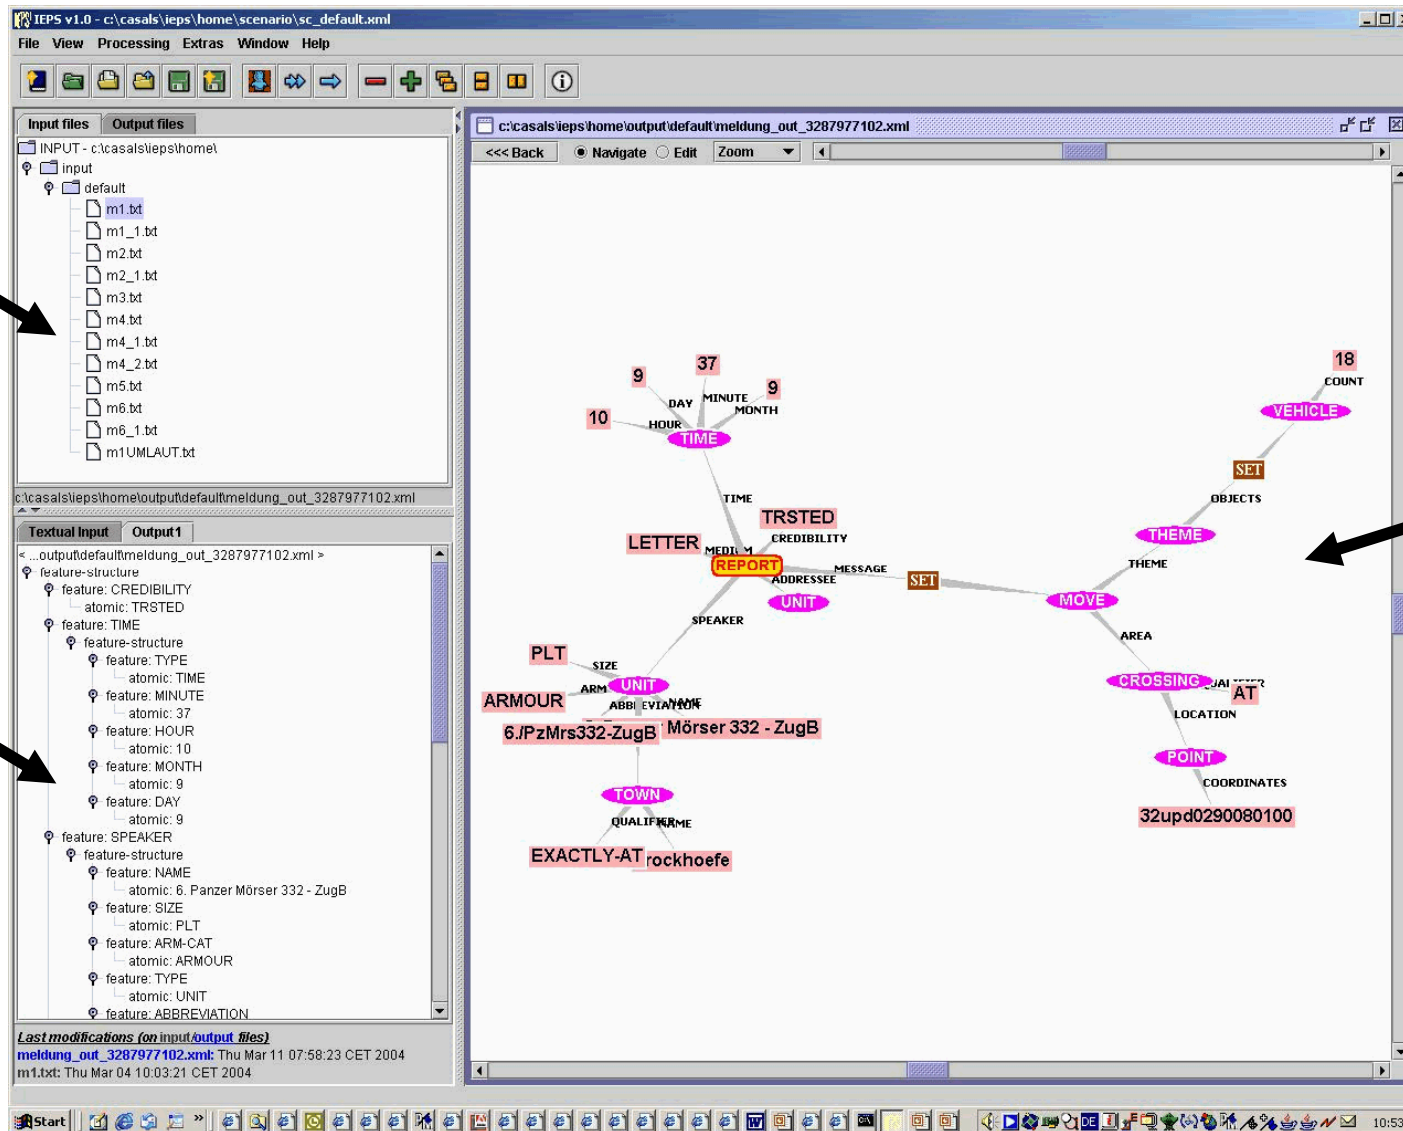 IEPS v1.0 - c:\casals\ieps\home\scenario\sc_default.xml
File View Processing Extras Window Help
Input files Output files
INPUT - c:\casals\ieps\home\
input
default
m1.txt
m1_1.txt
m2.txt
m2_1.txt
m3.txt
m4.txt
m4_1.txt
m4_2.txt
m5.txt
m6.txt
m6_1.txt
m1UMLAUT.txt
c:\casals\ieps\home\output\default\meldung_out_3287977102.xml
Textual Input Output1
< ...output\default\meldung_out_3287977102.xml >
feature-structure
feature: CREDIBILITY
atomic: TRSTED
feature: TIME
feature-structure
feature: TYPE
atomic: TIME
feature: MINUTE
atomic: 37
feature: HOUR
atomic: 10
feature: MONTH
atomic: 9
feature: DAY
atomic: 9
feature: SPEAKER
feature-structure
feature: NAME
atomic: 6. Panzer Mörser 332 - ZugB
feature: SIZE
atomic: PLT
feature: ARM-CAT
atomic: ARMOUR
feature: TYPE
atomic: UNIT
feature: ABBREVIATION
Last modifications (on input/output files)
meldung_out_3287977102.xml: Thu Mar 11 07:58:23 CET 2004
m1.txt: Thu Mar 04 10:03:21 CET 2004
c:\casals\ieps\home\output\default\meldung_out_3287977102.xml
<<< Back Navigate Edit Zoom
37
9
9
DAY MINUTE
MONTH
10
HOUR
TIME
18
COUNT
VEHICLE
SET
TIME
OBJECTS
TRSTED
THEME
LETTER
CREDIBILITY
REPORT
MESSAGE
THEME
ADDRESSEE
SET
UNIT
MOVE
SPEAKER
AREA
PLT
SIZE
ARM
UNIT
CROSSING
AT
ARMOUR
ABBREVIATION
NAME
LOCATION
6./PzMrs332-ZugB
Mörser 332 - ZugB
POINT
COORDINATES
TOWN
32upd0290080100
QUALIFIER
NAME
EXACTLY-AT
rockhoefe
Start
DE
10:53